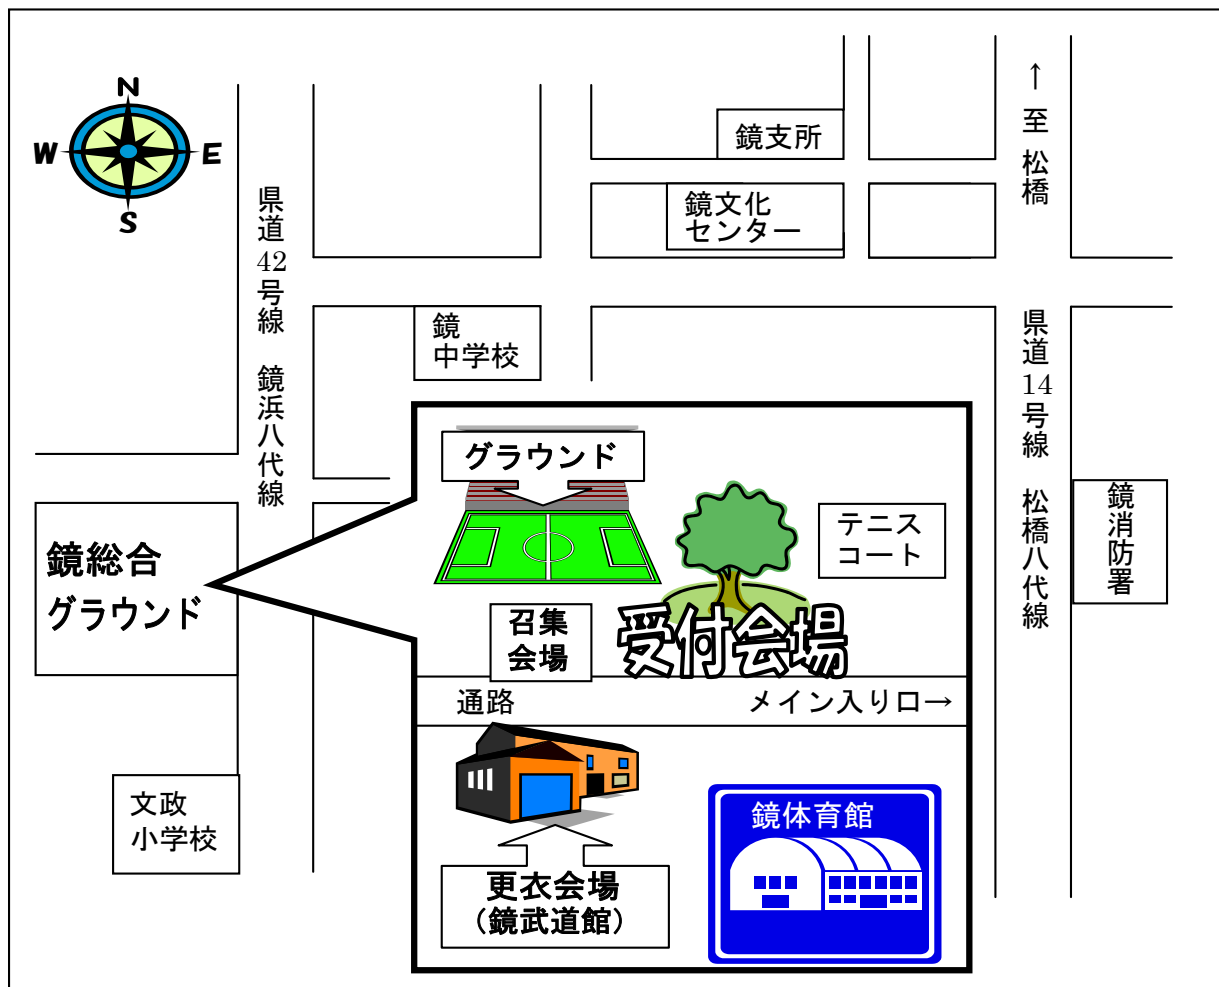 N
W
E
S
↑至 松橋
鏡支所
鏡文化
センター
県道42号線 鏡浜八代線
鏡
中学校
県道14号線 松橋八代線
グラウンド
鏡消防署
テニス
コート
鏡総合
グラウンド
召集
会場
受付会場
通路
メイン入り口→
文政
小学校
鏡体育館
更衣会場
(鏡武道館)